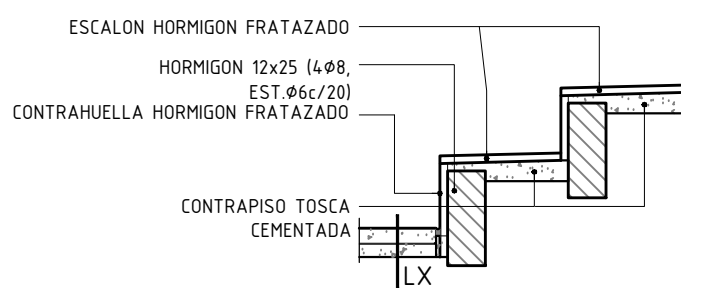 ESCALON HORMIGON FRATAZADO
HORMIGON 12x25 (4Ø8,
EST.Ø6c/20)
CONTRAHUELLA HORMIGON FRATAZADO
CONTRAPISO TOSCA
CEMENTADA
LX